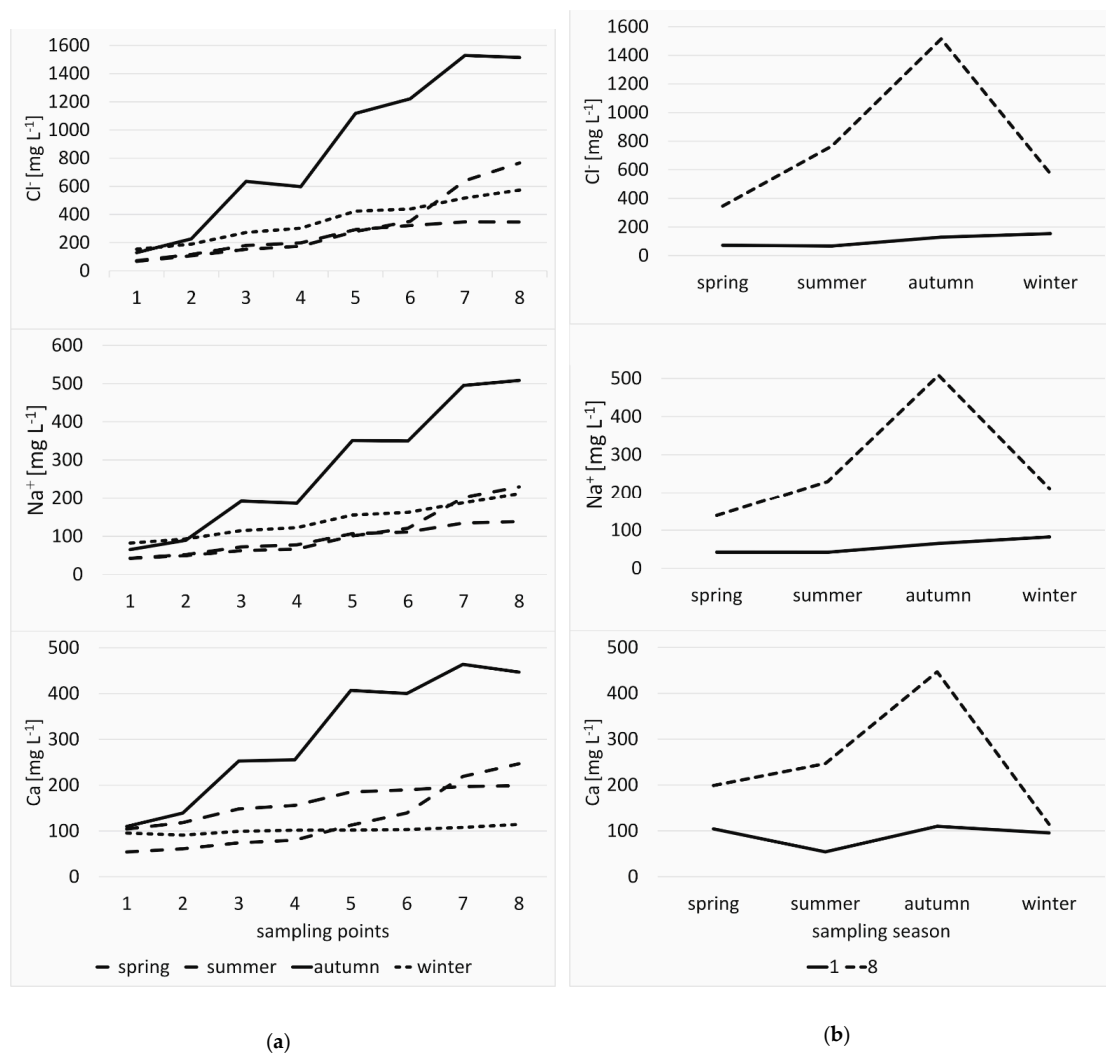 1600
1400
1200
1000
800
600
400
200
0
Cl⁻ [mg L⁻¹]
1 2 3 4 5 6 7 8
600
500
400
300
200
100
0
Na⁺ [mg L⁻¹]
1 2 3 4 5 6 7 8
500
400
300
200
100
0
Ca [mg L⁻¹]
1 2 3 4 5 6 7 8
sampling points
spring summer autumn winter
(a)
1600
1400
1200
1000
800
600
400
200
0
Cl⁻ [mg L⁻¹]
spring summer autumn winter
500
400
300
200
100
0
Na⁺ [mg L⁻¹]
spring summer autumn winter
500
400
300
200
100
0
Ca [mg L⁻¹]
spring summer autumn winter
sampling season
1 8
(b)